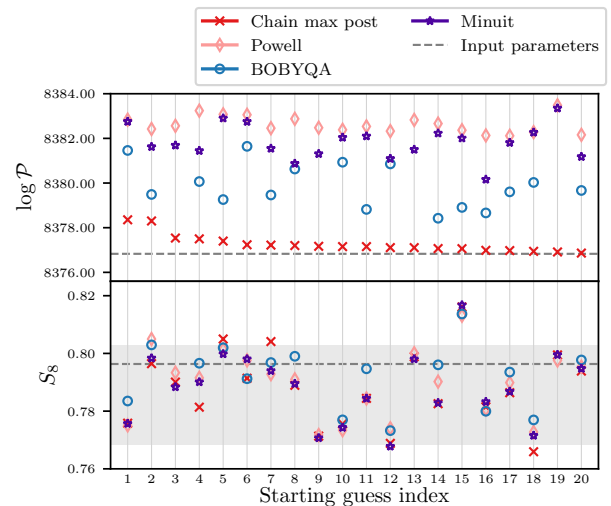 Chain max post
Powell
BOBYQA
Minuit
Input parameters
8384.00
8382.00
8380.00
8378.00
8376.00
log P
0.82
0.80
0.78
0.76
S8
1 2 3 4 5 6 7 8 9 10 11 12 13 14 15 16 17 18 19 20
Starting guess index